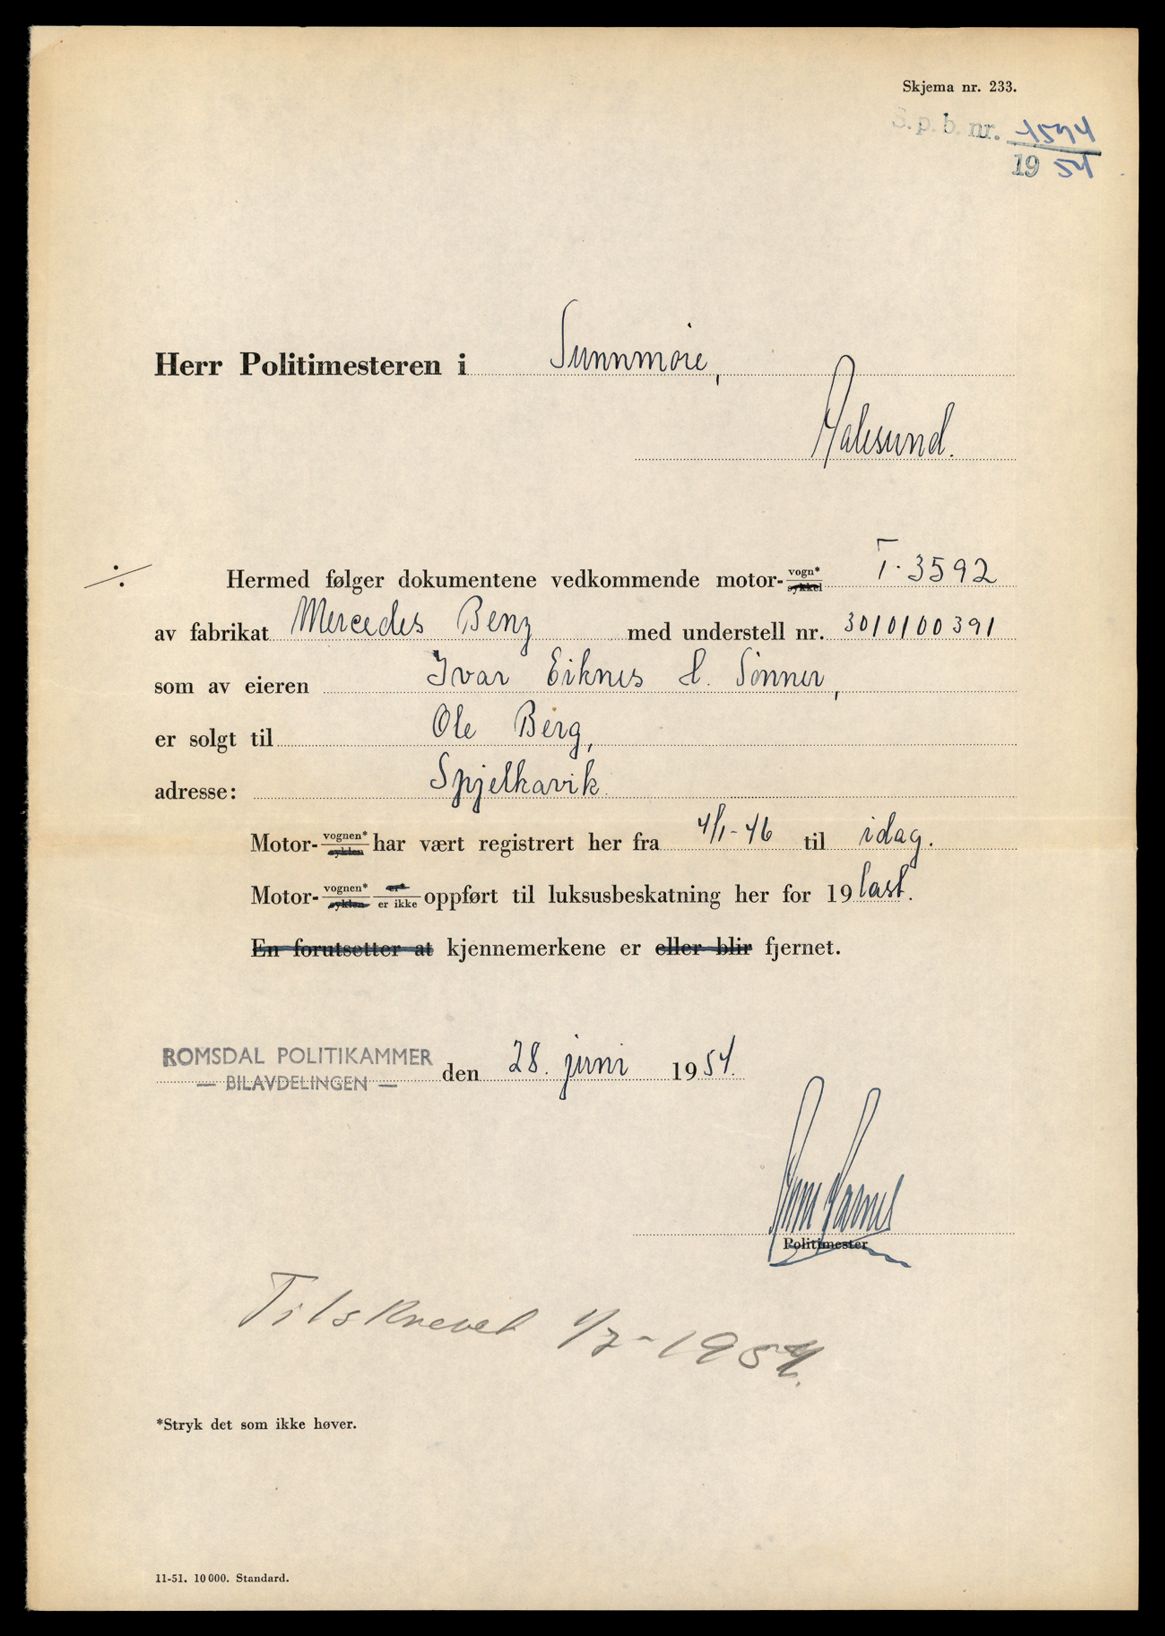 Skjema nr. 233.
S. p. b. nr. 1594
19 54
Herr Politimesteren i Sunnmøre,
Aalesund.
Hermed følger dokumentene vedkommende motor- vogn* sykkel T-3592
av fabrikat Mercedes Benz med understell nr. 3010100391
som av eieren Ivar Eiknes & Sønner,
er solgt til Ole Berg,
adresse: Spjelkavik.
Motor- vognen* syklen har vært registrert her fra 4/1-46 til idag.
Motor- vognen* syklen er er ikke oppført til luksusbeskatning her for 19 last.
En forutsetter at kjennemerkene er eller blir fjernet.
ROMSDAL POLITIKAMMER
— BILAVDELINGEN —
den 28. juni 1954.
Politimester
Tilskrevet 1/7-1954.
*Stryk det som ikke høver.
11-51. 10 000. Standard.